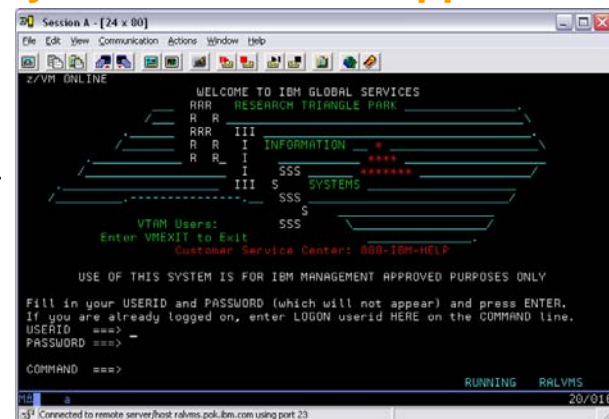 Session A - [24 x 80]
File Edit View Communication Actions Window Help
z/VM ONLINE
WELCOME TO IBM GLOBAL SERVICES
RRR RESEARCH TRIANGLE PARK
R R
RRR III
R R I INFORMATION *
R R_ I ****
I SSS *******
III S SYSTEMS
SSS
S
VTAM Users: SSS
Enter VMEXIT to Exit
Customer Service Center: 888-IBM-HELP
USE OF THIS SYSTEM IS FOR IBM MANAGEMENT APPROVED PURPOSES ONLY
Fill in your USERID and PASSWORD (which will not appear) and press ENTER.
If you are already logged on, enter LOGON userid HERE on the COMMAND line.
USERID ===>
PASSWORD ===>
COMMAND ===>
RUNNING RALVMS
MA a 20/016
Connected to remote server/host ralvms.pok.ibm.com using port 23